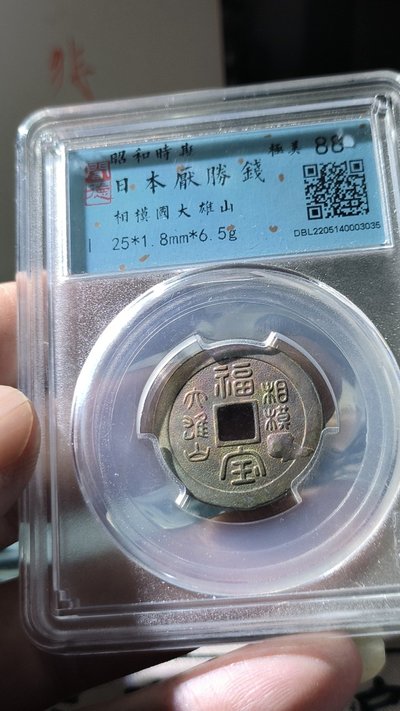 昭和時期 極美 88
日本厭勝錢
相模國大雄山
25*1.8mm*6.5g
DBL2205140003035
福宝
相模
大雄山